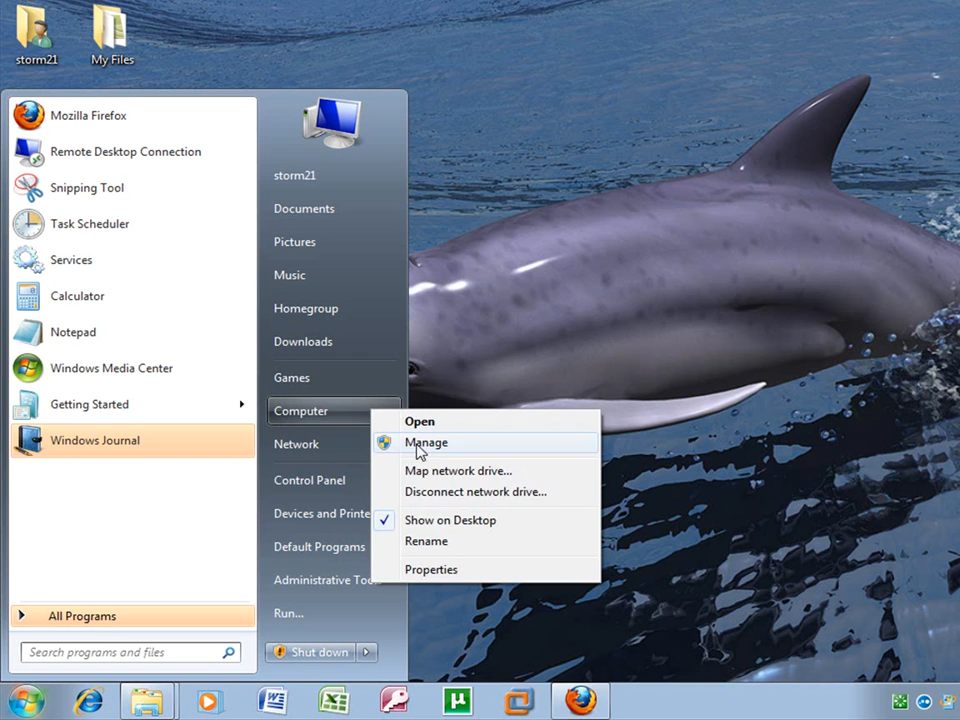 storm21
My Files
Mozilla Firefox
Remote Desktop Connection
Snipping Tool
Task Scheduler
Services
Calculator
Notepad
Windows Media Center
Getting Started
Windows Journal
All Programs
Search programs and files
storm21
Documents
Pictures
Music
Homegroup
Downloads
Games
Computer
Network
Control Panel
Devices and Printe
Default Programs
Administrative Too
Run...
Shut down
Open
Manage
Map network drive...
Disconnect network drive...
Show on Desktop
Rename
Properties